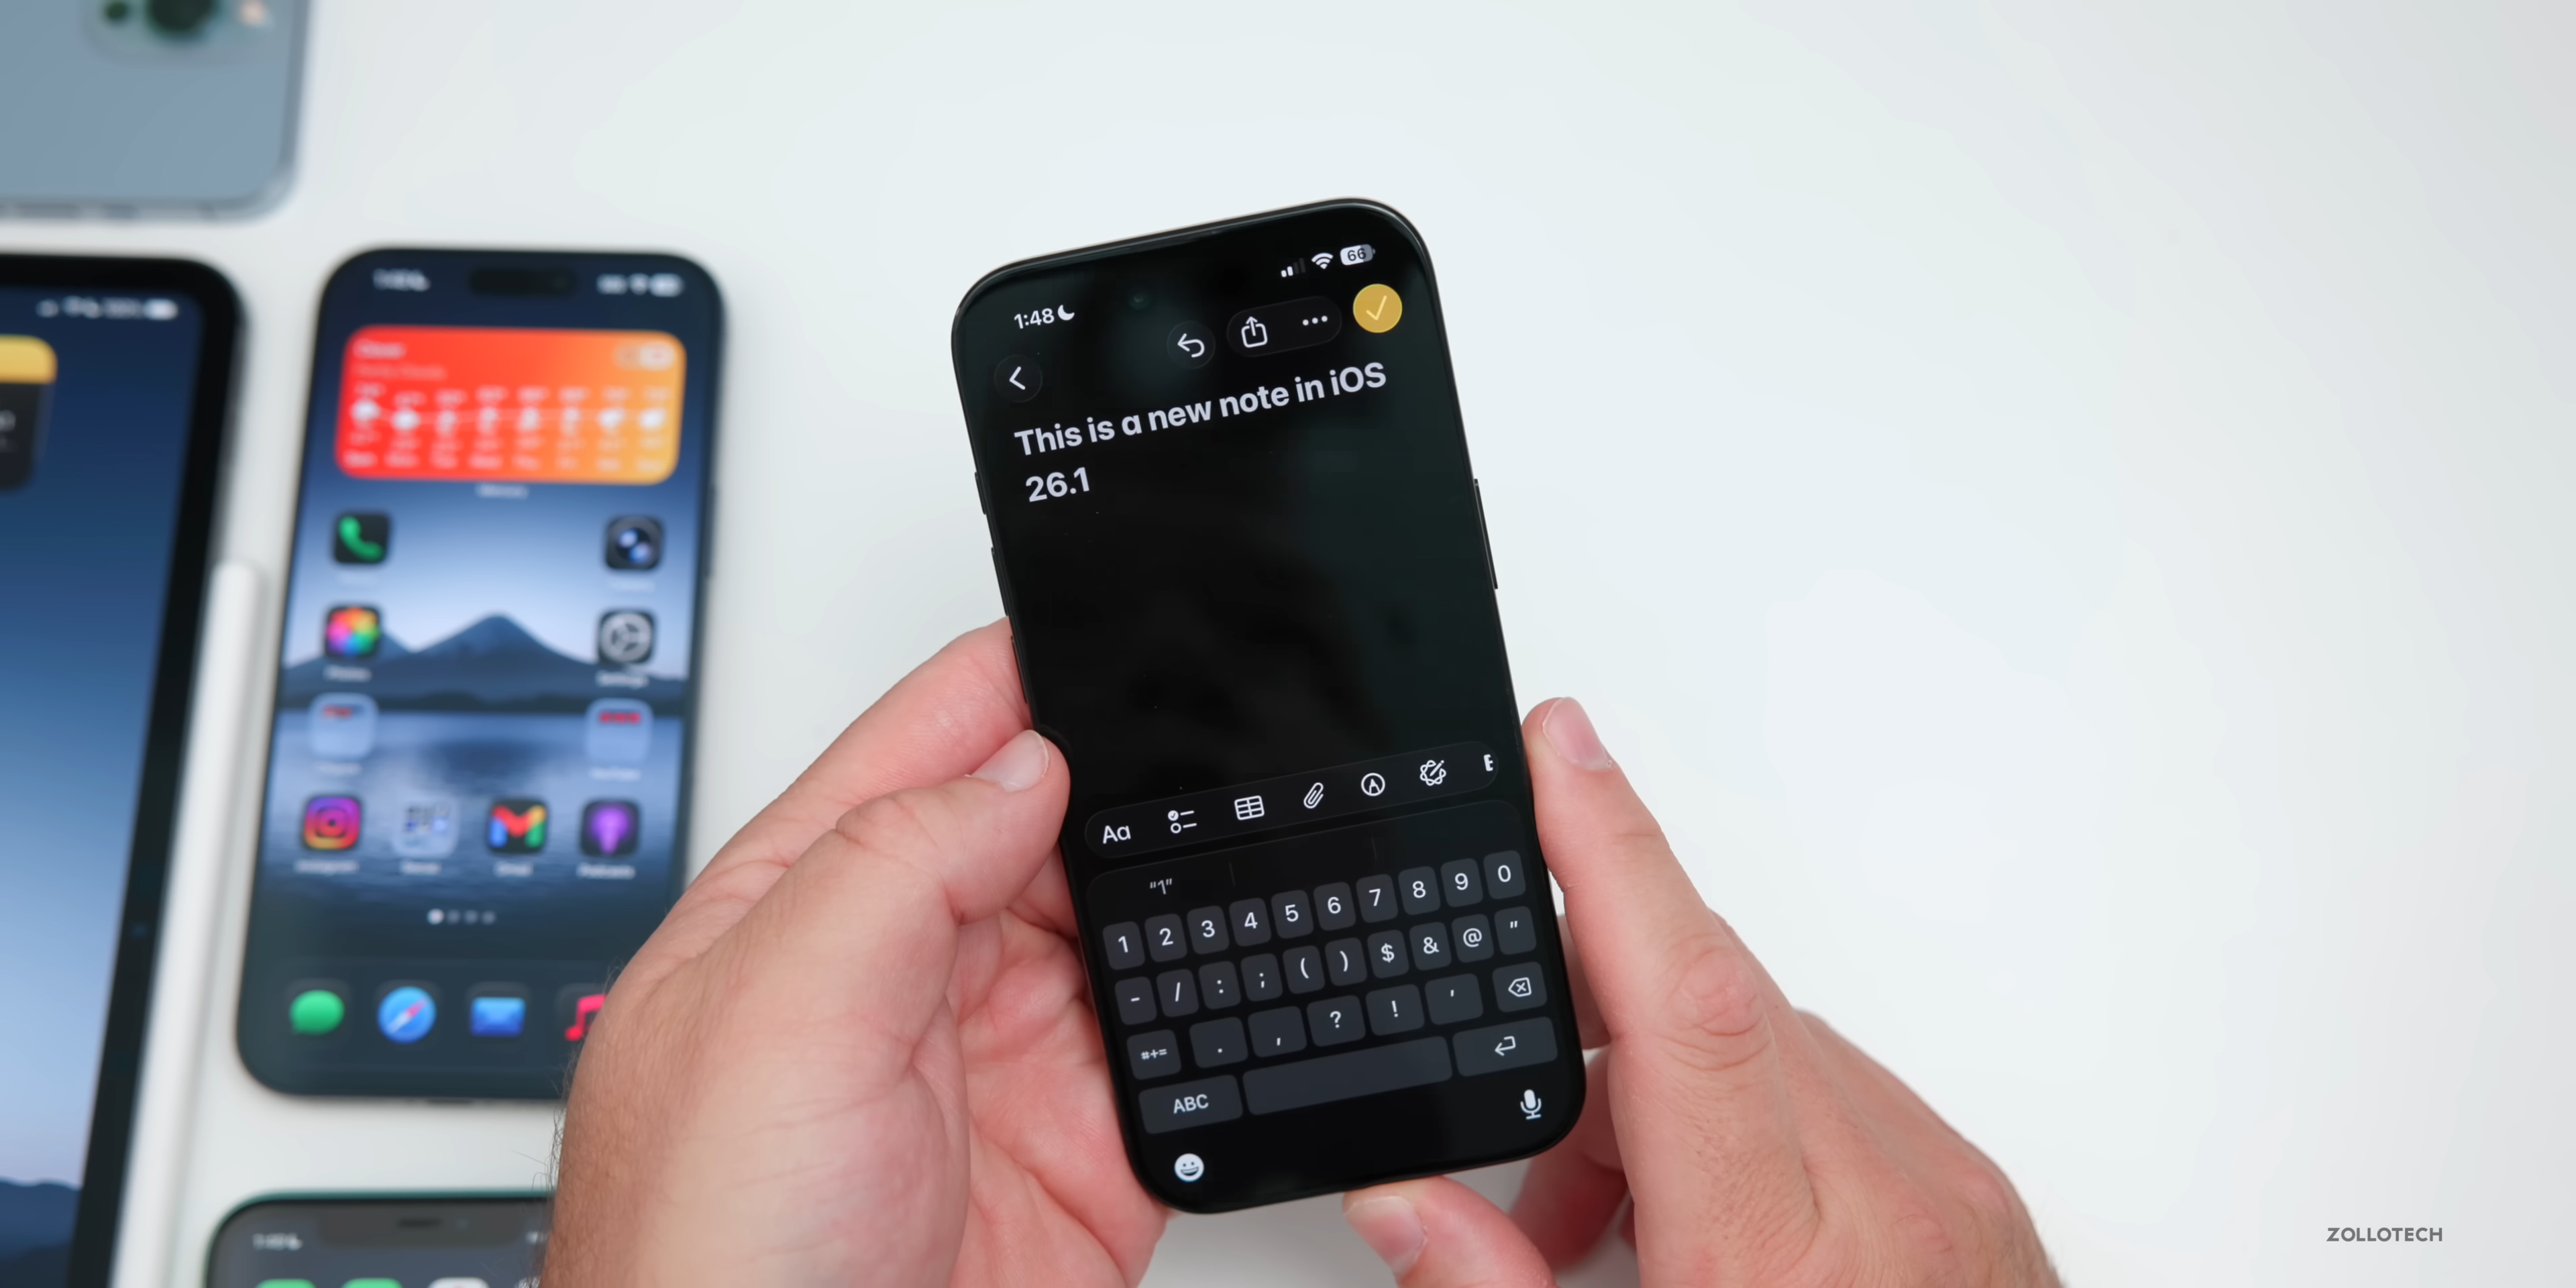 1:48
66
This is a new note in iOS
26.1
Aa
"1"
1 2 3 4 5 6 7 8 9 0
- / : ; ( ) $ & @ "
#+= . , ? ! '
ABC
ZOLLOTECH